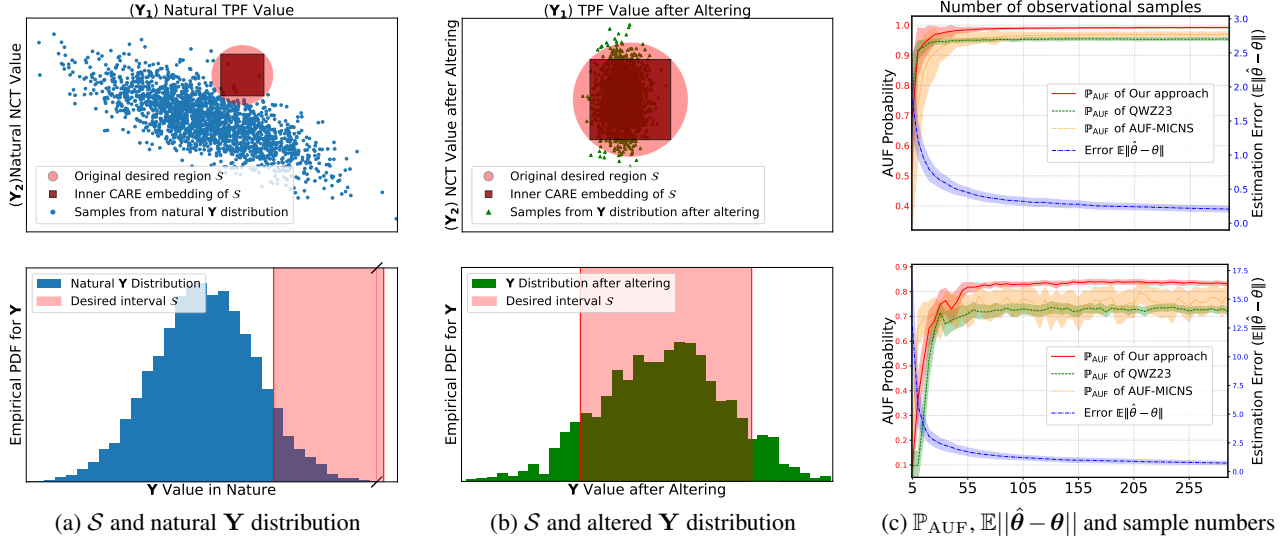 (Y₁) Natural TPF Value
(Y₂)Natural NCT Value
Original desired region 𝒮
Inner CARE embedding of 𝒮
Samples from natural Y distribution
(Y₁) TPF Value after Altering
(Y₂) NCT Value after Altering
Original desired region 𝒮
Inner CARE embedding of 𝒮
Samples from Y distribution after altering
Number of observational samples
AUF Probability
1.0
0.9
0.8
0.7
0.6
0.5
0.4
ℙ_AUF of Our approach
ℙ_AUF of QWZ23
ℙ_AUF of AUF-MICNS
Error 𝔼‖θ̂ − θ‖
3.0
2.5
2.0
1.5
1.0
0.5
0.0
Estimation Error (𝔼‖θ̂ − θ‖)
Empirical PDF for Y
Natural Y Distribution
Desired interval 𝒮
Y Value in Nature
Empirical PDF for Y
Y Distribution after altering
Desired interval 𝒮
Y Value after Altering
AUF Probability
0.9
0.8
0.7
0.6
0.5
0.4
0.3
0.2
0.1
ℙ_AUF of Our approach
ℙ_AUF of QWZ23
ℙ_AUF of AUF-MICNS
Error 𝔼‖θ̂ − θ‖
17.5
15.0
12.5
10.0
7.5
5.0
2.5
0.0
Estimation Error (𝔼‖θ̂ − θ‖)
5 55 105 155 205 255
(a) 𝒮 and natural Y distribution
(b) 𝒮 and altered Y distribution
(c) ℙ_AUF, 𝔼||θ̂ − θ|| and sample numbers